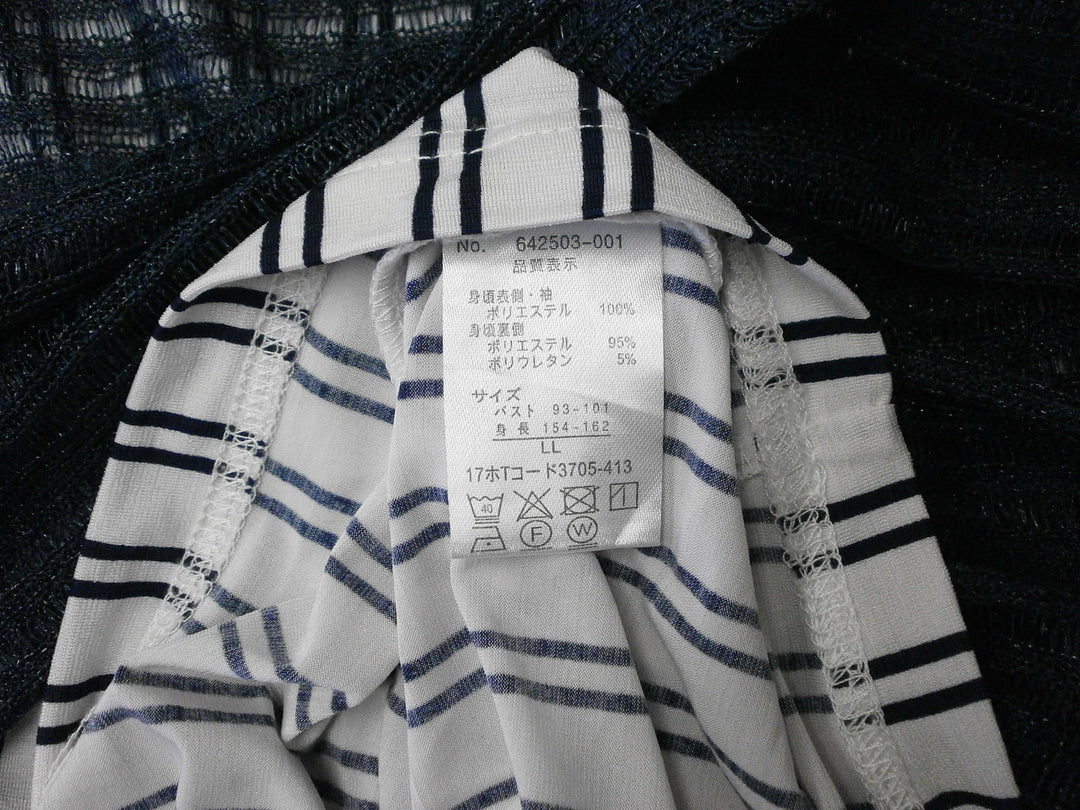 No. 642503-001
品質表示
身頃表側・袖
ポリエステル 100%
身頃裏側
ポリエステル 95%
ポリウレタン 5%
サイズ
バスト 93-101
身長 154-162
LL
17ホTコード3705-413
40
F W